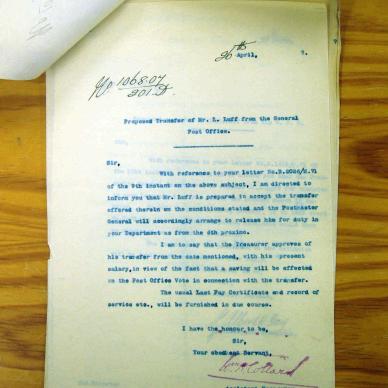 26th
April, 7.
No. 1068.07
201.D.
Proposed Transfer of Mr. L. Luff from the General
Post Office.
Sir,
With reference to your letter No.B.2026/E.71
of the 9th instant on the above subject, I am directed to
inform you that Mr. Luff is prepared to accept the transfer
offered therein on the conditions stated and the Postmaster
General will accordingly arrange to release him for duty in
your Department as from the 6th proximo.
I am to say that the Treasurer approves of
his transfer from the date mentioned, with his present
salary, in view of the fact that a saving will be effected
on the Post Office Vote in connection with the transfer.
The usual Last Pay Certificate and record of
service etc., will be furnished in due course.
I have the honour to be,
Sir,
Your obedient Servant,
Collard